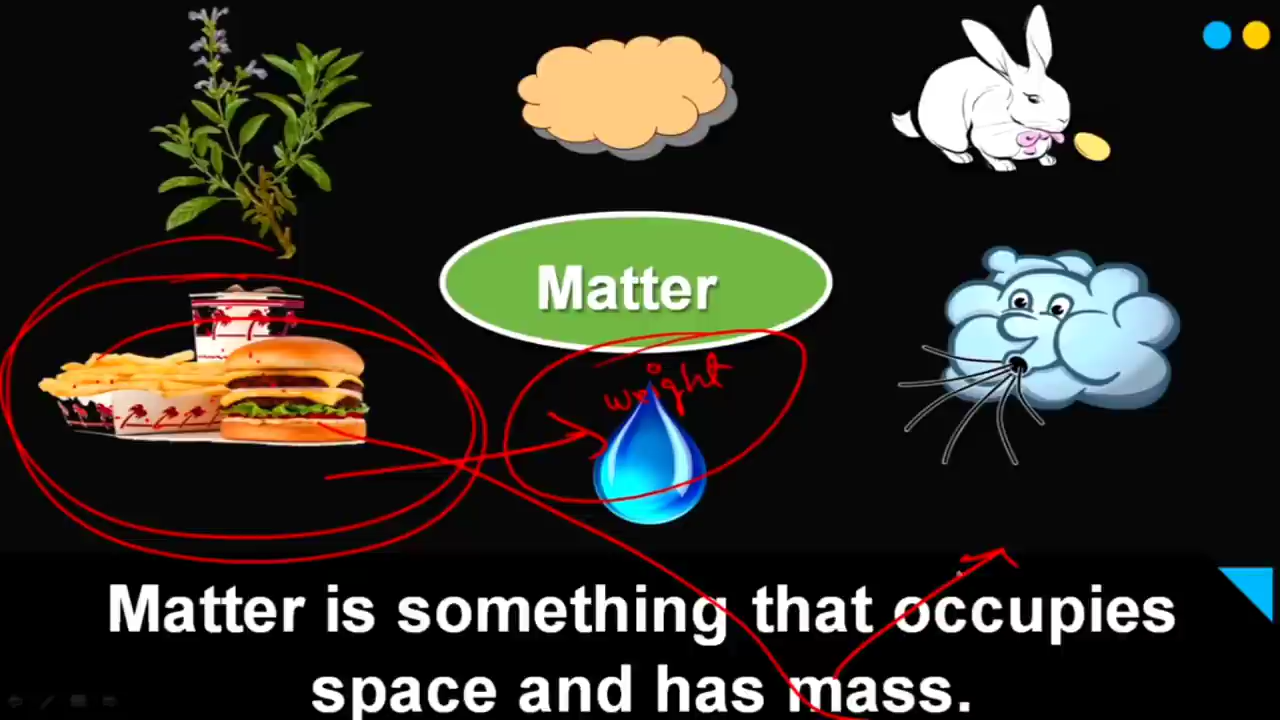 Matter
weight
Matter is something that occupies
space and has mass.